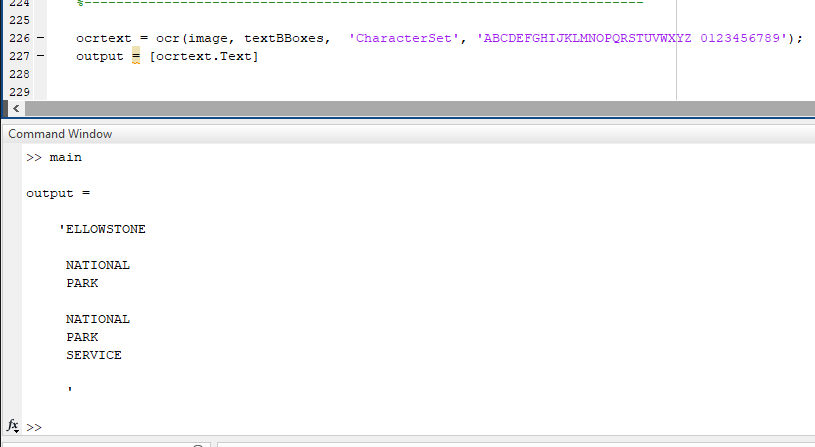 224 %----------------------------------------------------------------------
225
226 – ocrtext = ocr(image, textBBoxes,  'CharacterSet', 'ABCDEFGHIJKLMNOPQRSTUVWXYZ 0123456789');
227 – output = [ocrtext.Text]
228
229
Command Window
>> main
output =
'ELLOWSTONE
NATIONAL
PARK
NATIONAL
PARK
SERVICE
'
fx >>